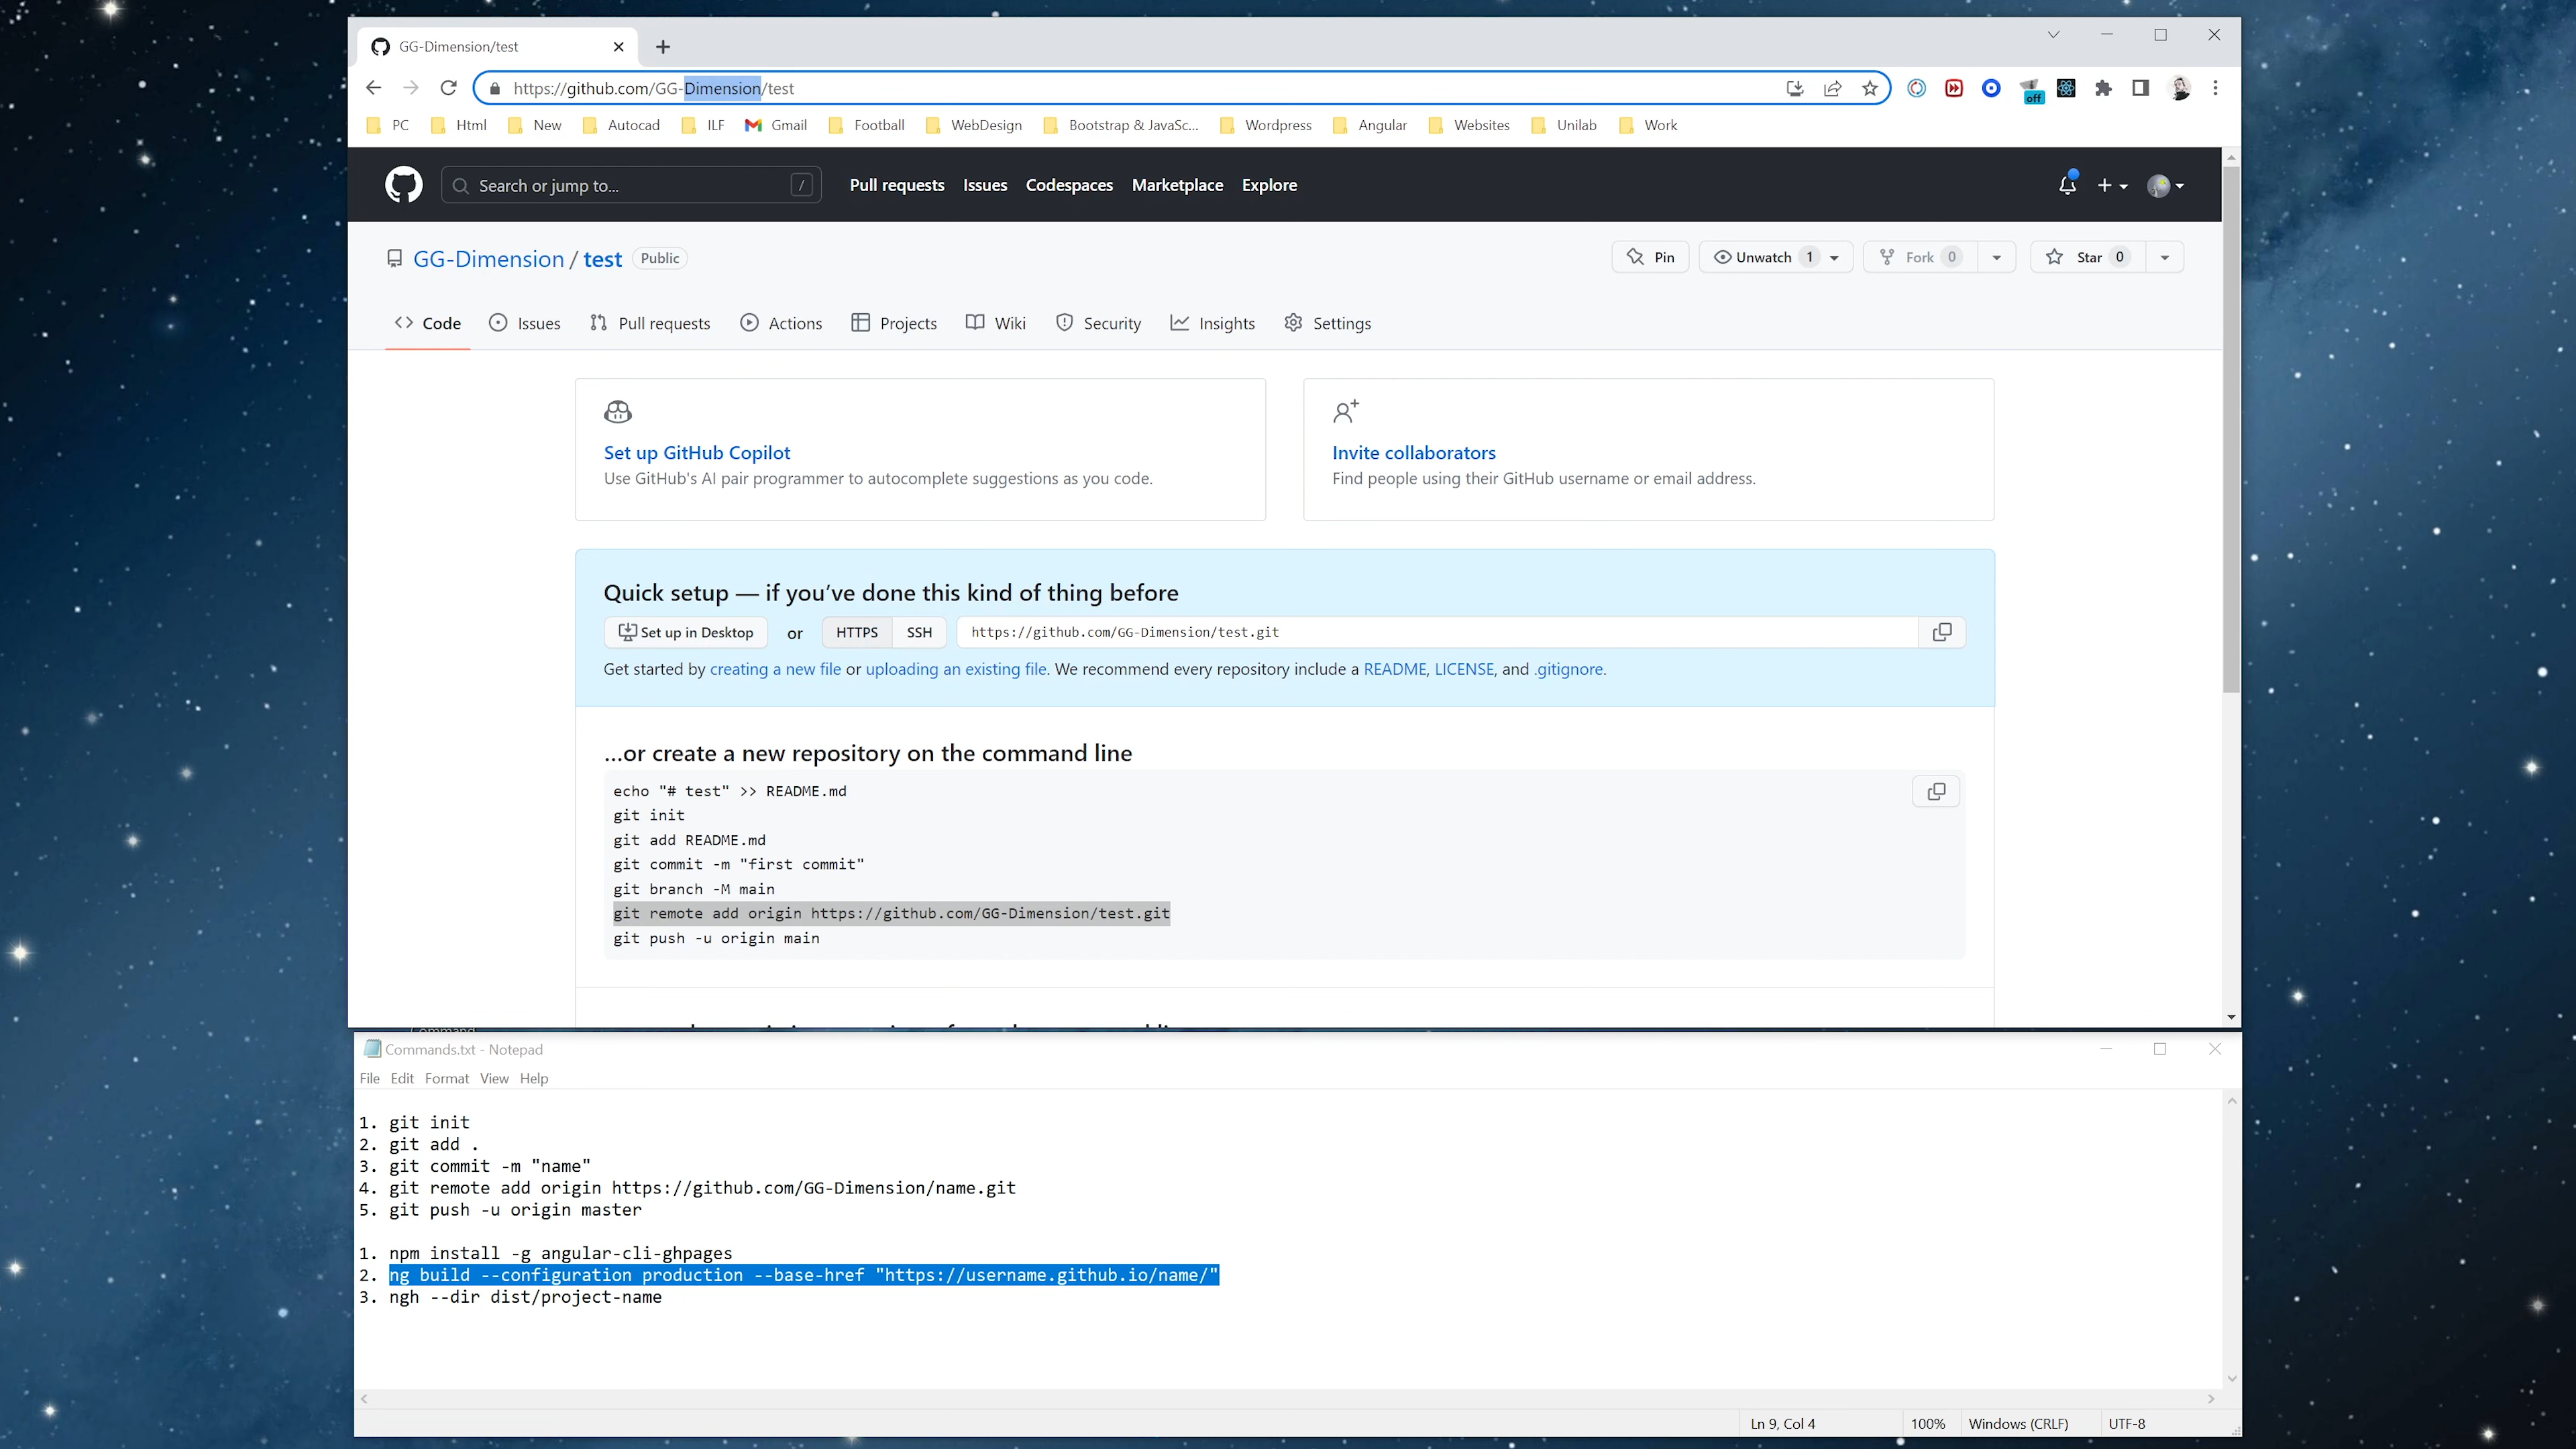 GG-Dimension/test
https://github.com/GG-Dimension/test
off
PC Html New Autocad ILF Gmail Football WebDesign Bootstrap & JavaSc... Wordpress Angular Websites Unilab Work
Search or jump to... / Pull requests Issues Codespaces Marketplace Explore
GG-Dimension / test Public Pin Unwatch 1 Fork 0 Star 0
Code Issues Pull requests Actions Projects Wiki Insights Security Settings
Set up GitHub Copilot
Use GitHub's AI pair programmer to autocomplete suggestions as you code.
Invite collaborators
Find people using their GitHub username or email address.
Quick setup — if you’ve done this kind of thing before
Set up in Desktop or HTTPS SSH https://github.com/GG-Dimension/test.git
Get started by creating a new file or uploading an existing file. We recommend every repository include a README, LICENSE, and .gitignore.
…or create a new repository on the command line
echo "# test" >> README.md
git init
git add README.md
git commit -m "first commit"
git branch -M main
git remote add origin https://github.com/GG-Dimension/test.git
git push -u origin main
Commands.txt - Notepad
File Edit Format View Help
1. git init
2. git add .
3. git commit -m "name"
4. git remote add origin https://github.com/GG-Dimension/name.git
5. git push -u origin master
1. npm install -g angular-cli-ghpages
2. ng build --configuration production --base-href "https://username.github.io/name/"
3. ngh --dir dist/project-name
Ln 9, Col 4 100% Windows (CRLF) UTF-8